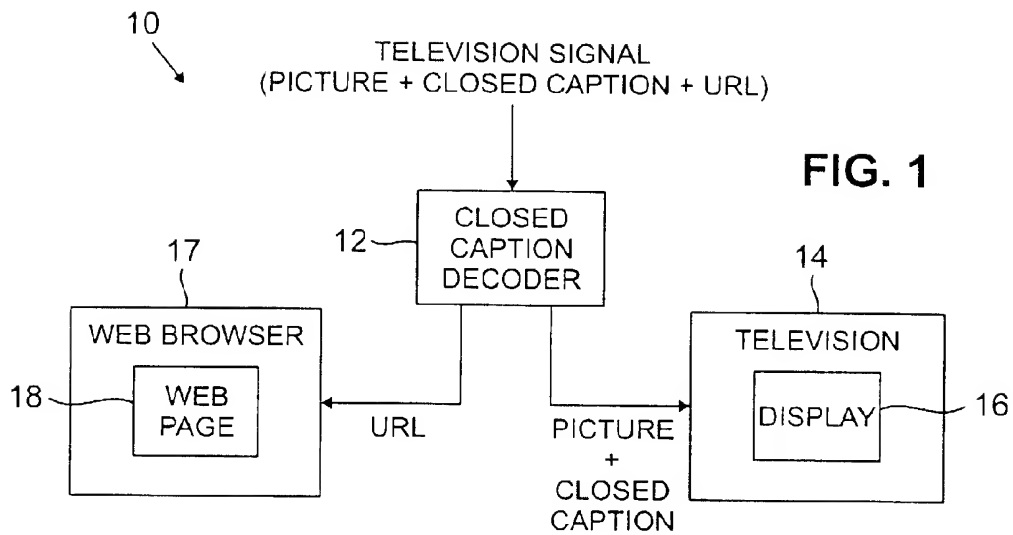 10
TELEVISION SIGNAL
(PICTURE + CLOSED CAPTION + URL)
FIG. 1
12
CLOSED
CAPTION
DECODER
17
WEB BROWSER
18
WEB
PAGE
URL
PICTURE
+
CLOSED
CAPTION
14
TELEVISION
DISPLAY
16